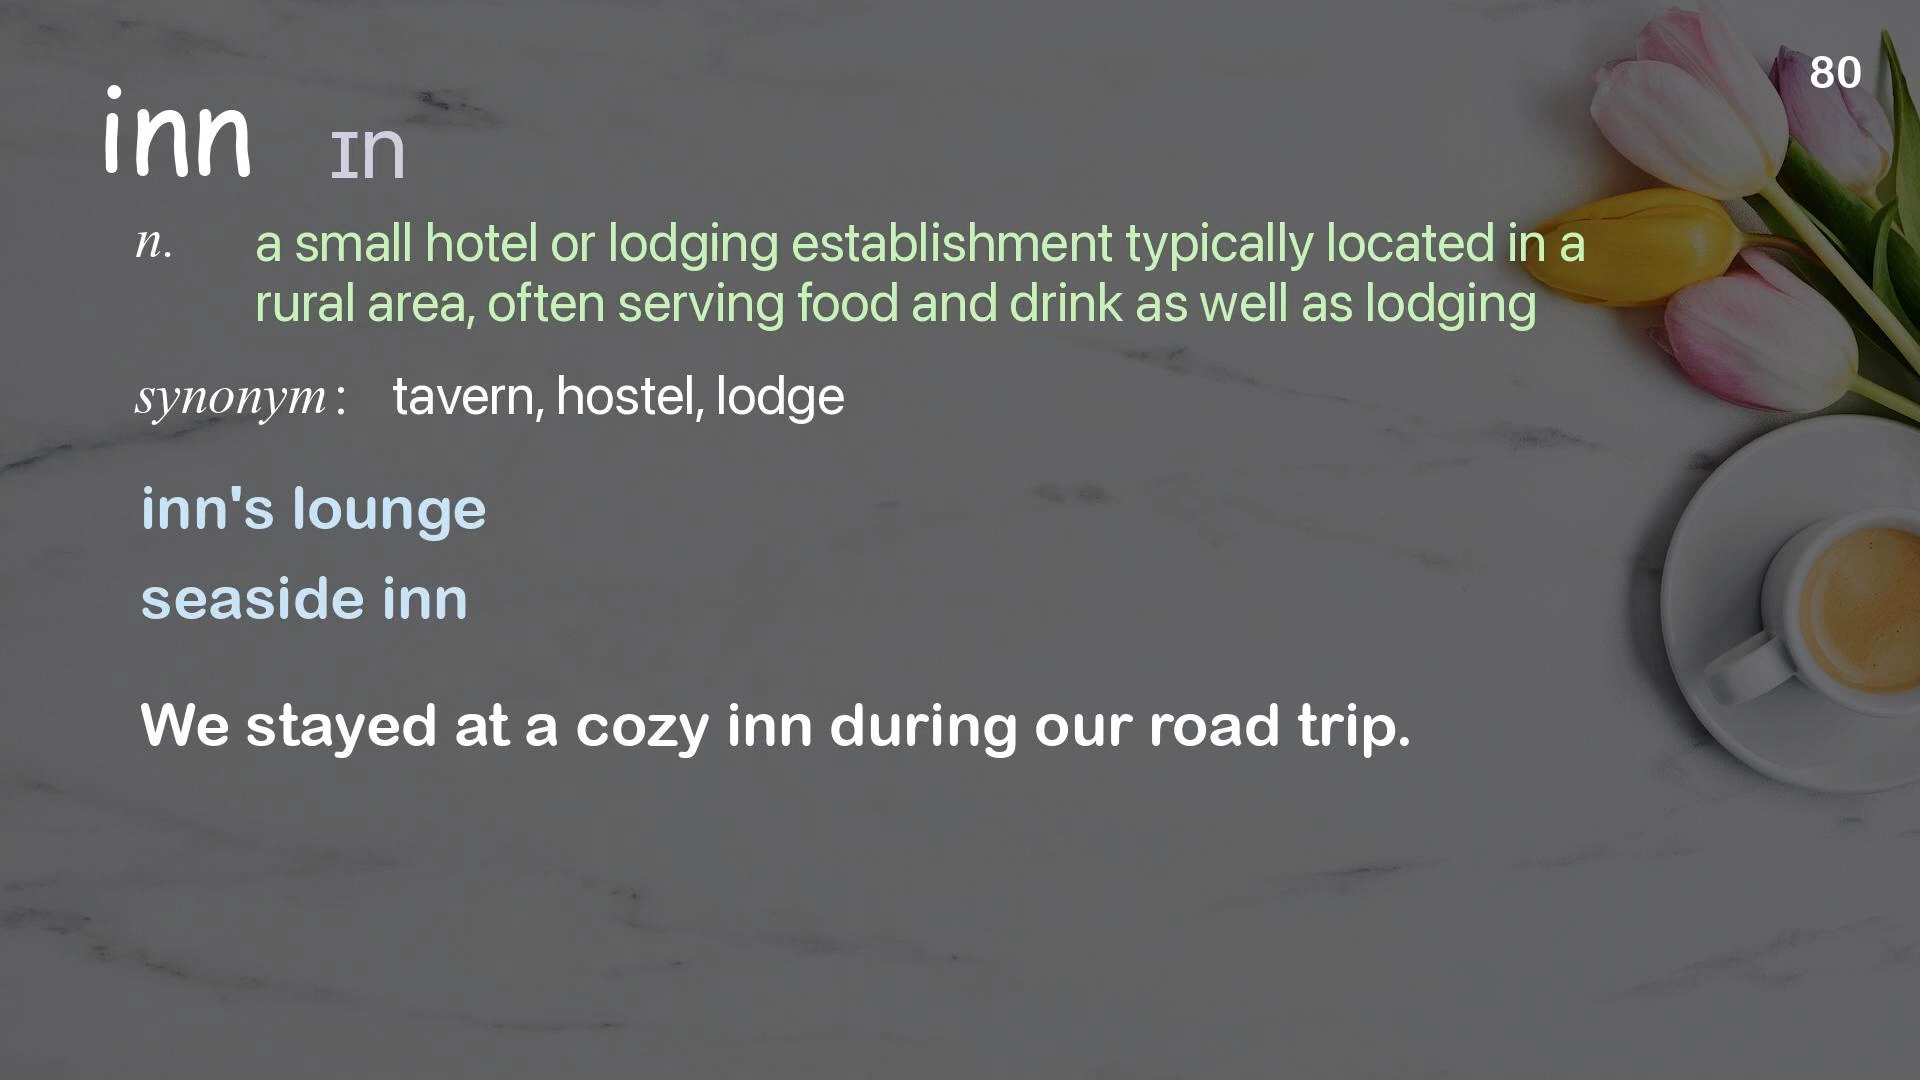 80
inn ɪn
n. a small hotel or lodging establishment typically located in a
rural area, often serving food and drink as well as lodging
synonym: tavern, hostel, lodge
inn's lounge
seaside inn
We stayed at a cozy inn during our road trip.